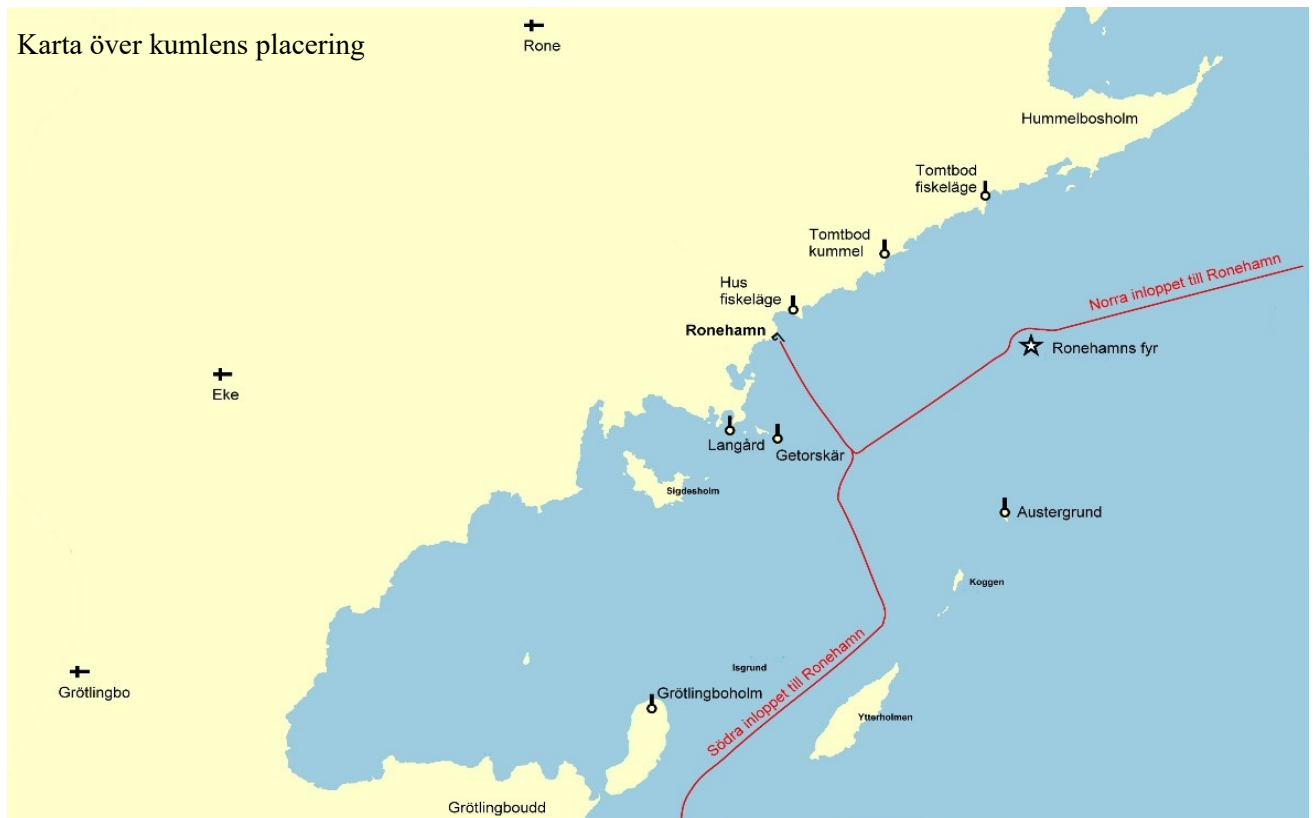 Karta över kumlens placering
Rone
Hummelbosholm
Tomtbod
fiskeläge
Tomtbod
kummel
Norra inloppet till Ronehamn
Hus
fiskeläge
Ronehamn
Ronehamns fyr
Eke
Langård
Getorskär
Sigdesholm
Austergrund
Koggen
Södra inloppet till Ronehamn
Isgrund
Grötlingbo
Grötlingboholm
Ytterholmen
Grötlingboudd